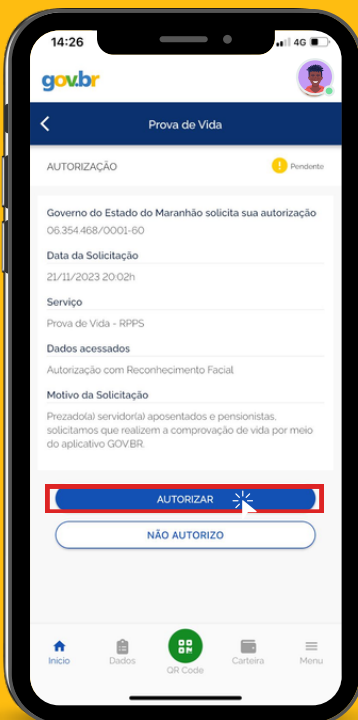 14:26
4G
gov.br
Prova de Vida
AUTORIZAÇÃO
Pendente
Governo do Estado do Maranhão solicita sua autorização
06.354.468/0001-60
Data da Solicitação
21/11/2023 20:02h
Serviço
Prova de Vida - RPPS
Dados acessados
Autorização com Reconhecimento Facial
Motivo da Solicitação
Prezado(a) servidor(a) aposentados e pensionistas,
solicitamos que realizem a comprovação de vida por meio
do aplicativo GOV.BR.
AUTORIZAR
NÃO AUTORIZO
Início
Dados
QR Code
Carteira
Menu